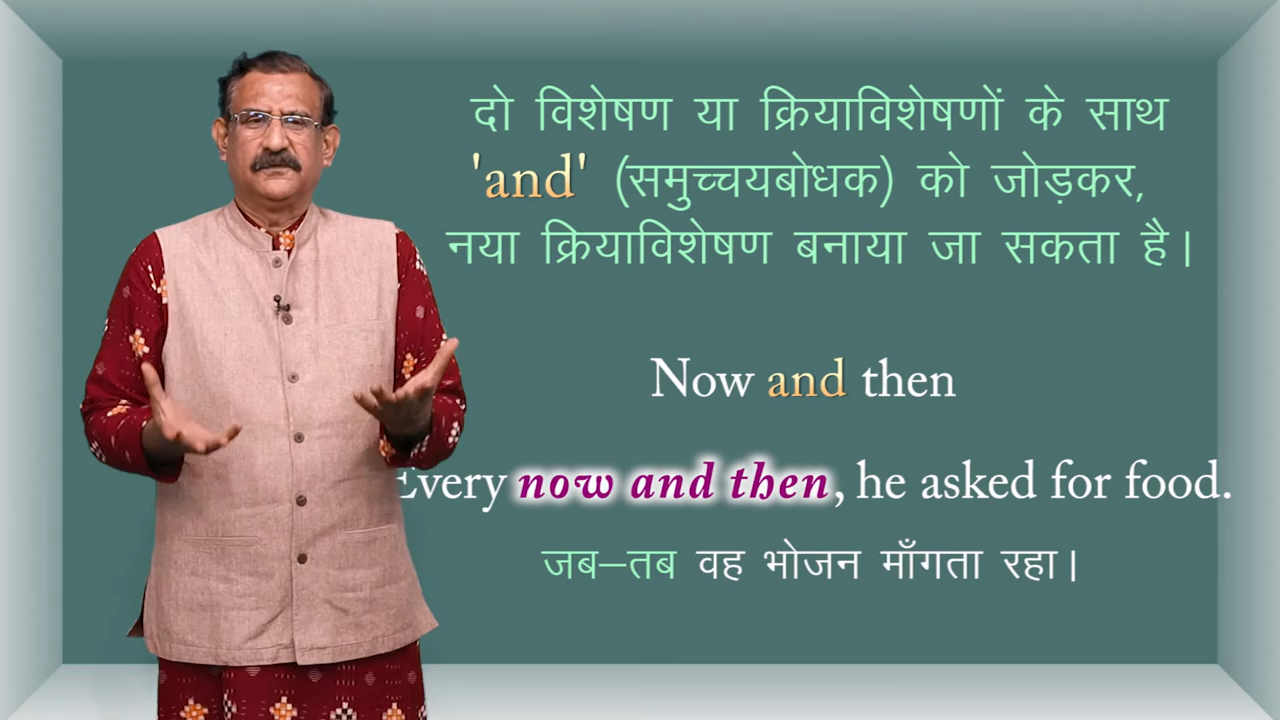 दो विशेषण या क्रियाविशेषणों के साथ
'and' (समुच्चयबोधक) को जोड़कर,
नया क्रियाविशेषण बनाया जा सकता है।
Now and then
Every now and then, he asked for food.
जब–तब वह भोजन माँगता रहा।